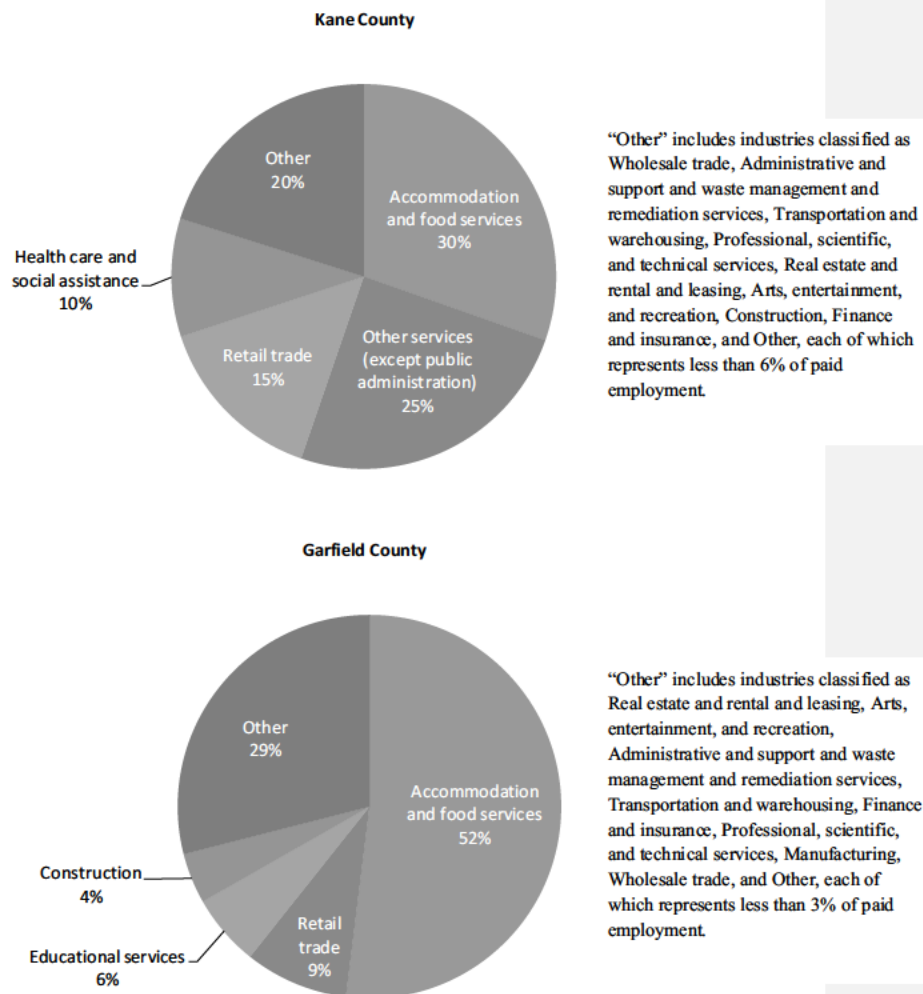 Kane County
Other
20%
Accommodation
and food services
30%
Health care and
social assistance
10%
Retail trade
15%
Other services
(except public
administration)
25%
“Other” includes industries classified as
Wholesale trade, Administrative and
support and waste management and
remediation services, Transportation and
warehousing, Professional, scientific,
and technical services, Real estate and
rental and leasing, Arts, entertainment,
and recreation, Construction, Finance
and insurance, and Other, each of which
represents less than 6% of paid
employment.
Garfield County
Other
29%
Accommodation
and food services
52%
Construction
4%
Educational services
6%
Retail
trade
9%
“Other” includes industries classified as
Real estate and rental and leasing, Arts,
entertainment, and recreation,
Administrative and support and waste
management and remediation services,
Transportation and warehousing, Finance
and insurance, Professional, scientific,
and technical services, Manufacturing,
Wholesale trade, and Other, each of
which represents less than 3% of paid
employment.